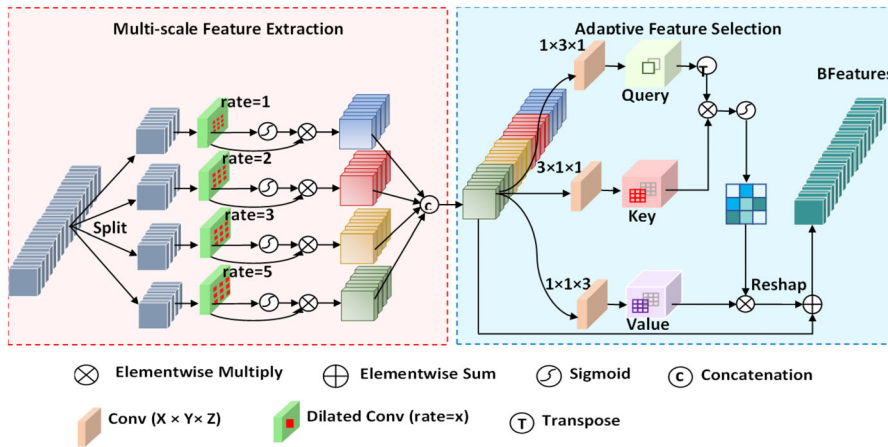 Multi-scale Feature Extraction
Adaptive Feature Selection
rate=1
rate=2
rate=3
rate=5
Split
C
1×3×1
Query
T
BFeatures
3×1×1
Key
1×1×3
Value
Reshap
Elementwise Multiply
Elementwise Sum
Sigmoid
C
Concatenation
Conv (X × Y× Z)
Dilated Conv (rate=x)
T
Transpose